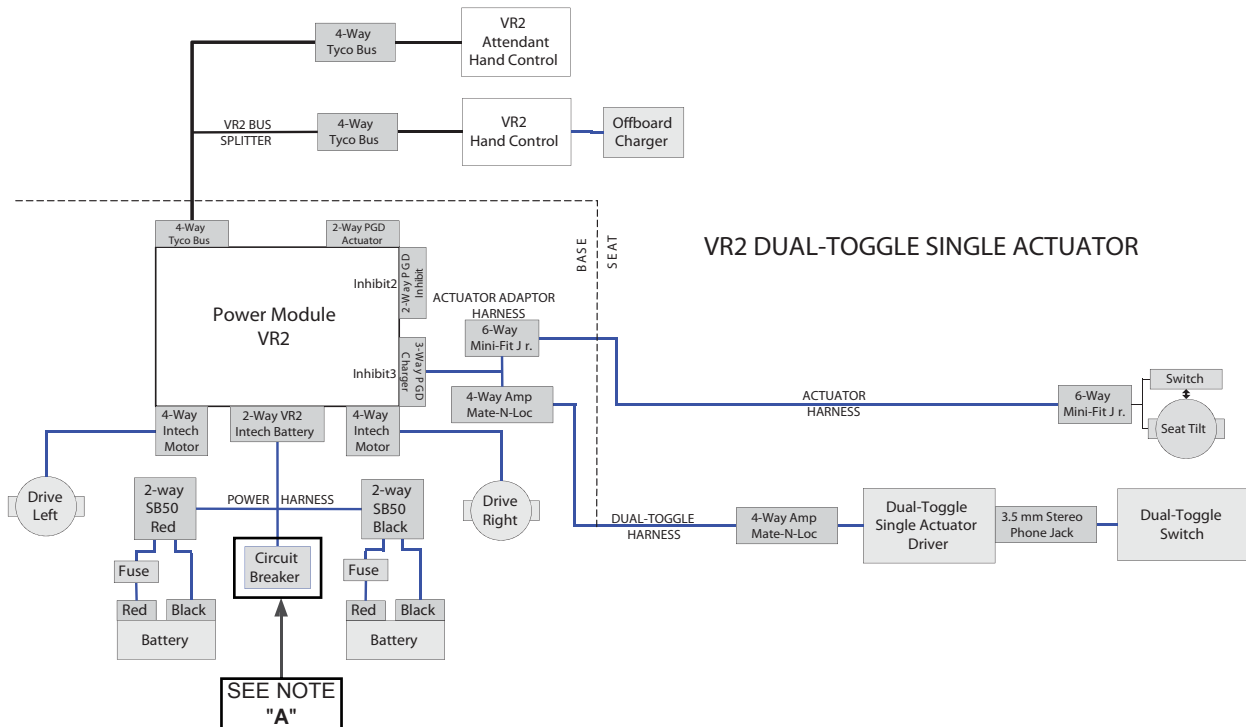 4-Way
Tyco Bus
VR2
Attendant
Hand Control
VR2 BUS
SPLITTER
4-Way
Tyco Bus
VR2
Hand Control
Offboard
Charger
4-Way
Tyco Bus
2-Way PGD
Actuator
BASE
SEAT
VR2 DUAL-TOGGLE SINGLE ACTUATOR
Power Module
VR2
Inhibit2
2-Way PGD
Inhibit
Inhibit3
3-Way PGD
Charger
ACTUATOR ADAPTOR
HARNESS
6-Way
Mini-Fit J r.
4-Way Amp
Mate-N-Loc
ACTUATOR
HARNESS
6-Way
Mini-Fit J r.
Switch
Seat Tilt
4-Way
Intech
Motor
2-Way VR2
Intech Battery
4-Way
Intech
Motor
Drive
Left
2-way
SB50
Red
POWER HARNESS
2-way
SB50
Black
Drive
Right
DUAL-TOGGLE
HARNESS
4-Way Amp
Mate-N-Loc
Dual-Toggle
Single Actuator
Driver
3.5 mm Stereo
Phone Jack
Dual-Toggle
Switch
Fuse
Circuit
Breaker
Fuse
Red
Black
Battery
Red
Black
Battery
SEE NOTE
"A"